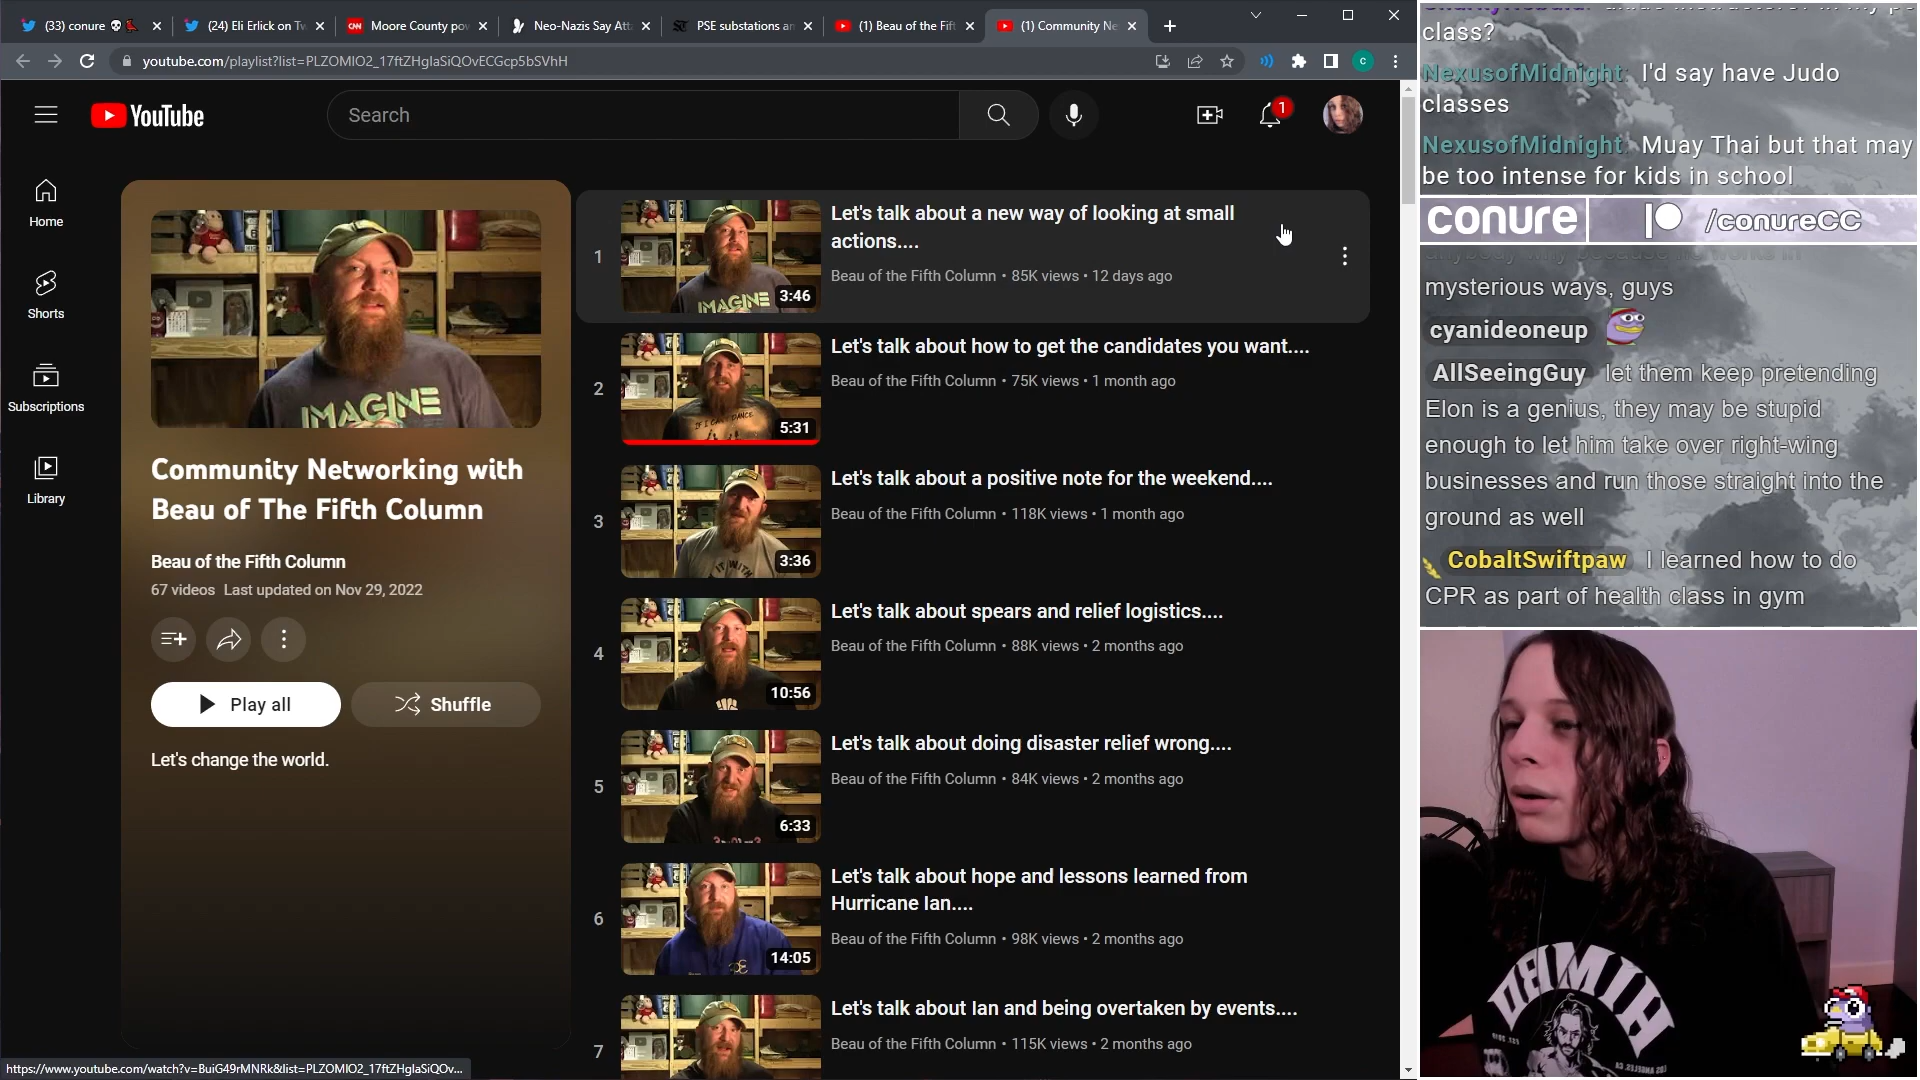 (33) conure
(24) Eli Erlick on Tw
CNN Moore County pow
Neo-Nazis Say Atta
PSE substations an
(1) Beau of the Fift
(1) Community Ne
youtube.com/playlist?list=PLZOMIO2_17ftZHglaSiQOvECGcp5bSVhH
C
YouTube
Search
1
Home
Shorts
Subscriptions
Library
IMAGINE
Community Networking with
Beau of The Fifth Column
Beau of the Fifth Column
67 videos Last updated on Nov 29, 2022
Play all
Shuffle
Let's change the world.
1
IMAGINE
3:46
Let's talk about a new way of looking at small
actions....
Beau of the Fifth Column • 85K views • 12 days ago
2
5:31
Let's talk about how to get the candidates you want....
Beau of the Fifth Column • 75K views • 1 month ago
3
3:36
Let's talk about a positive note for the weekend....
Beau of the Fifth Column • 118K views • 1 month ago
4
10:56
Let's talk about spears and relief logistics....
Beau of the Fifth Column • 88K views • 2 months ago
5
6:33
Let's talk about doing disaster relief wrong....
Beau of the Fifth Column • 84K views • 2 months ago
6
14:05
Let's talk about hope and lessons learned from
Hurricane Ian....
Beau of the Fifth Column • 98K views • 2 months ago
7
Let's talk about Ian and being overtaken by events....
Beau of the Fifth Column • 115K views • 2 months ago
https://www.youtube.com/watch?v=BuiG49rMNRk&list=PLZOMIO2_17ftZHglaSiQOv...
class?
NexusofMidnight: I'd say have Judo
classes
NexusofMidnight: Muay Thai but that may
be too intense for kids in school
conure
/conureCC
mysterious ways, guys
cyanideoneup
AllSeeingGuy let them keep pretending
Elon is a genius, they may be stupid
enough to let him take over right-wing
businesses and run those straight into the
ground as well
CobaltSwiftpaw I learned how to do
CPR as part of health class in gym